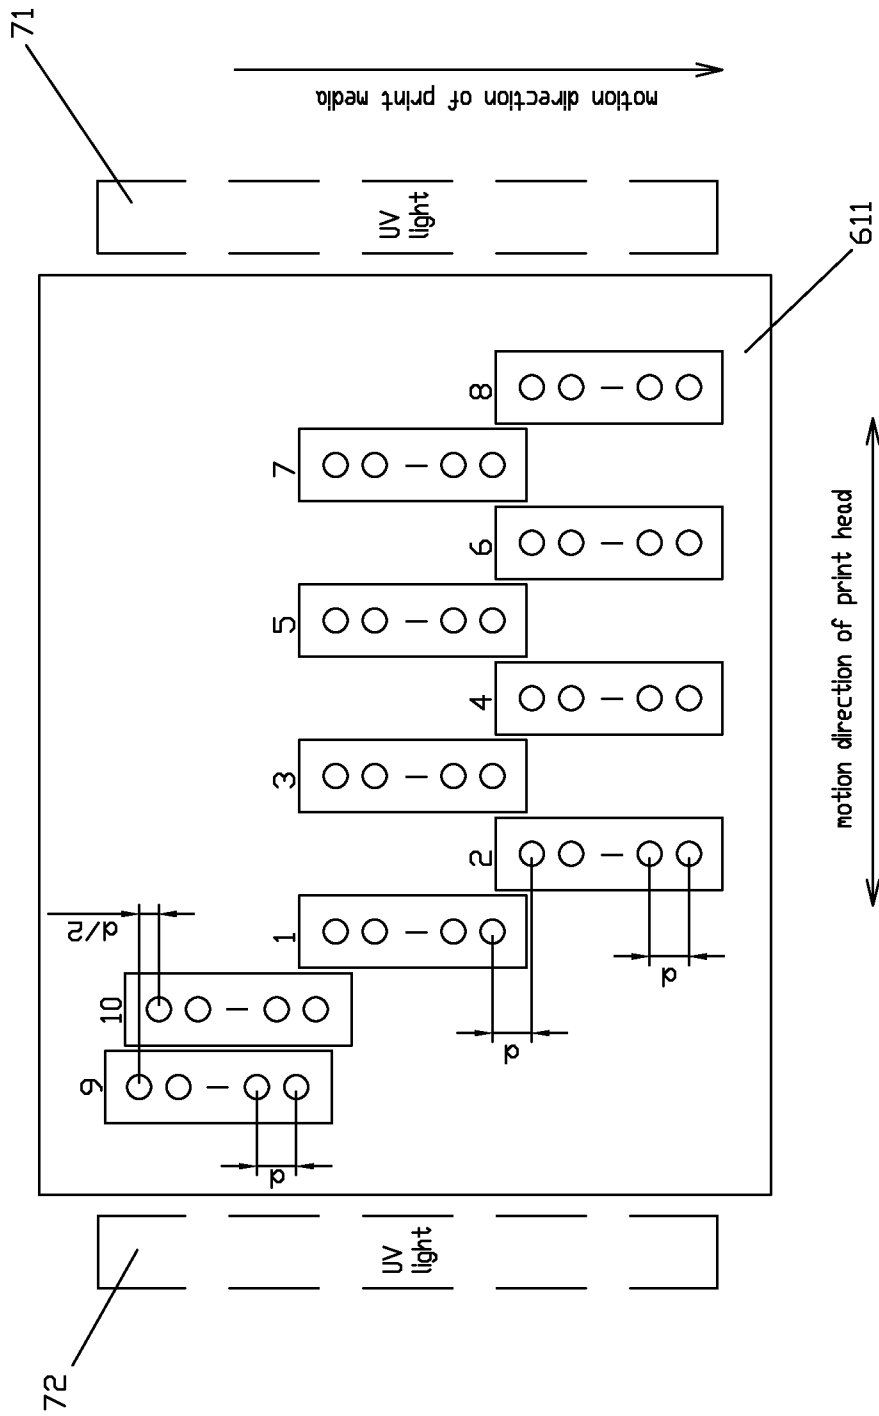 71
motion direction of print media
UV
light
611
8
7
6
5
4
3
2
1
10
9
d/2
d
d
d
motion direction of print head
UV
light
72